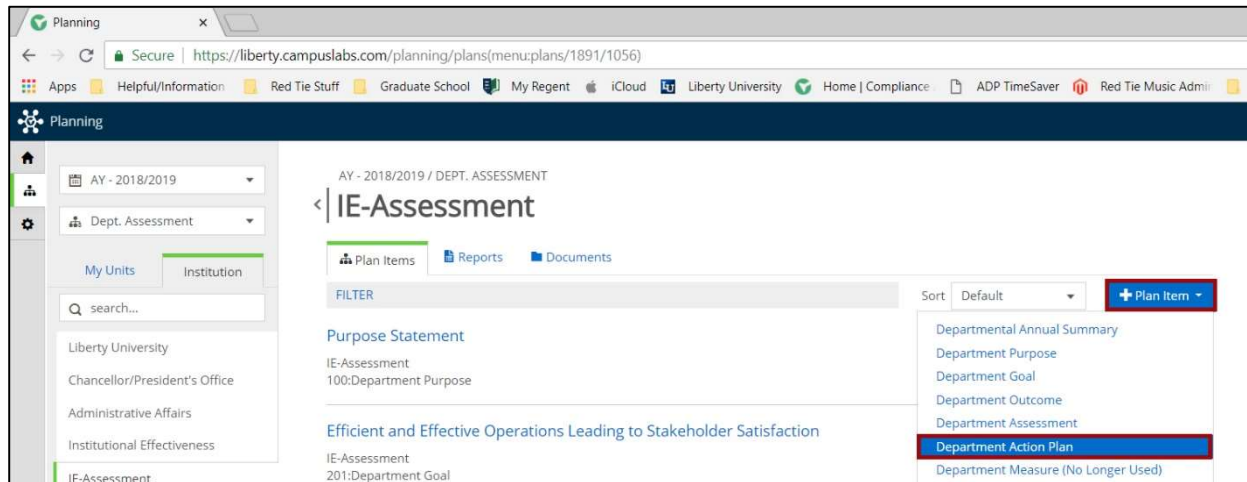 Planning
Secure | https://liberty.campuslabs.com/planning/plans(menu:plans/1891/1056)
Apps Helpful/Information Red Tie Stuff Graduate School My Regent iCloud LU Liberty University Home | Compliance ADP TimeSaver Red Tie Music Admi
Planning
AY - 2018/2019
Dept. Assessment
My Units Institution
search...
Liberty University
Chancellor/President's Office
Administrative Affairs
Institutional Effectiveness
IE-Assessment
AY - 2018/2019 / DEPT. ASSESSMENT
IE-Assessment
Plan Items Reports Documents
FILTER Sort Default + Plan Item
Purpose Statement
IE-Assessment
100:Department Purpose
Efficient and Effective Operations Leading to Stakeholder Satisfaction
IE-Assessment
201:Department Goal
Departmental Annual Summary
Department Purpose
Department Goal
Department Outcome
Department Assessment
Department Action Plan
Department Measure (No Longer Used)